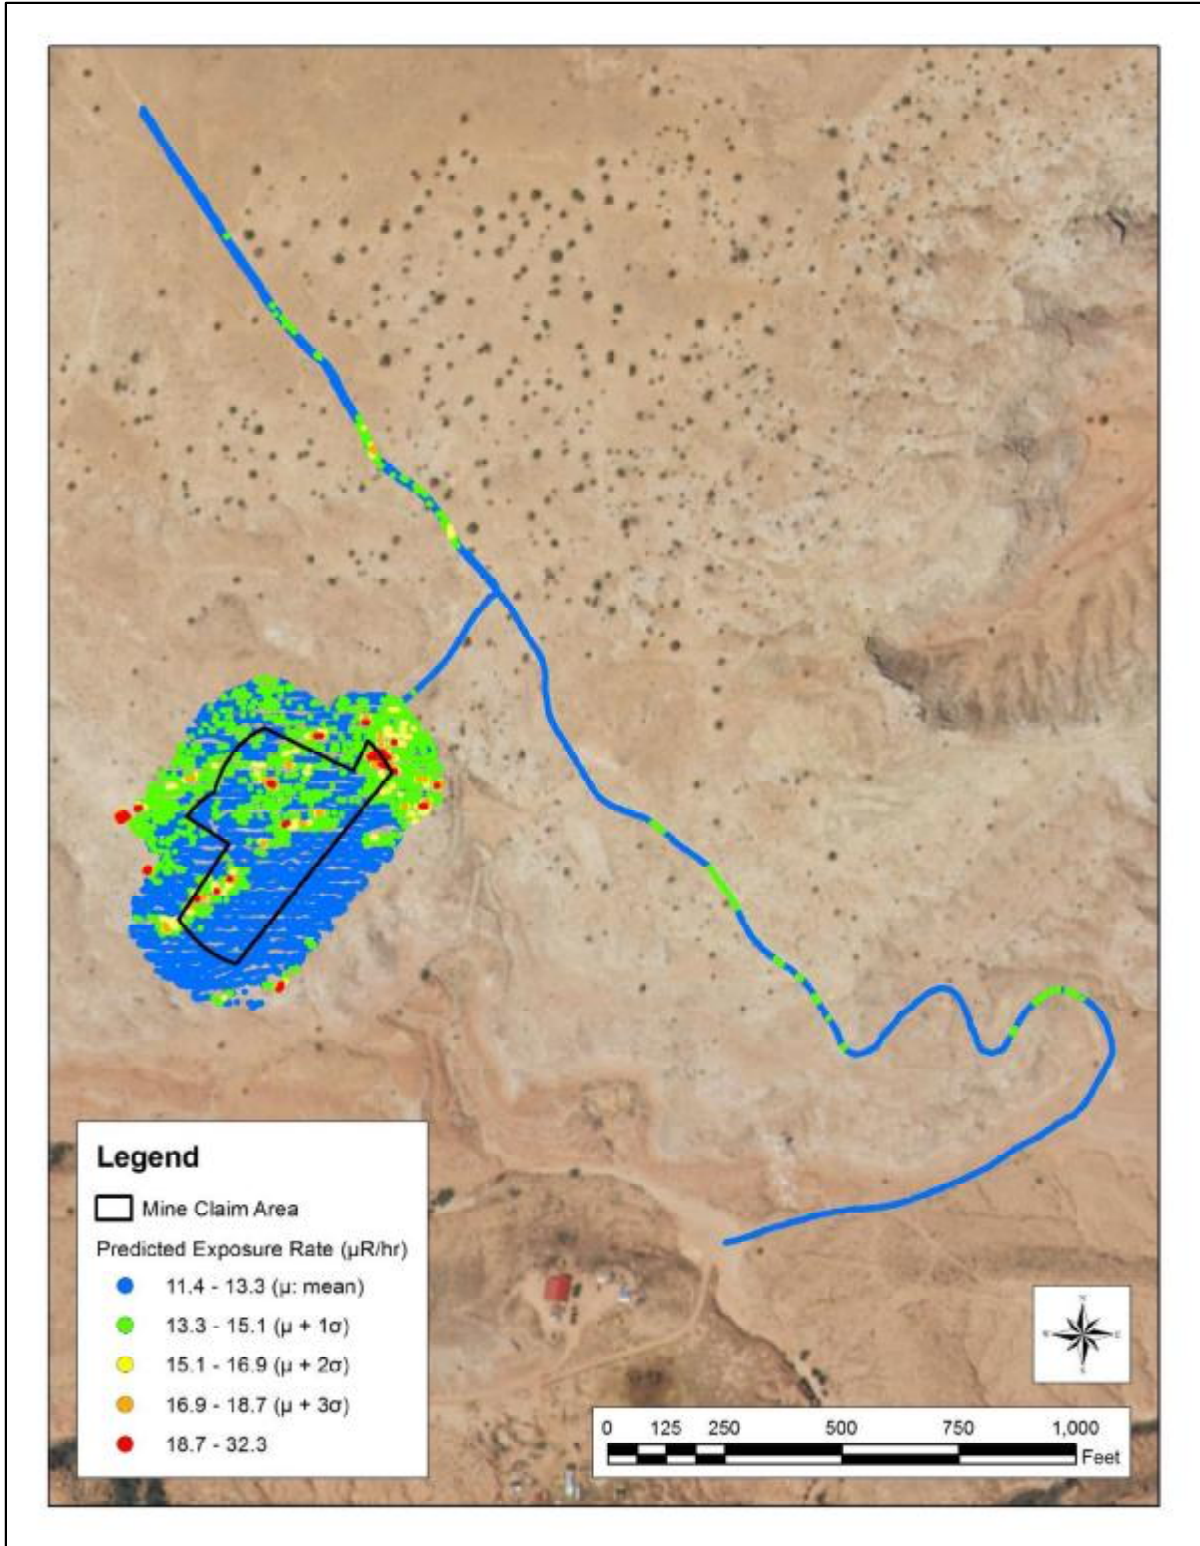 Legend
Mine Claim Area
Predicted Exposure Rate (µR/hr)
11.4 - 13.3 (µ: mean)
13.3 - 15.1 (µ + 1σ)
15.1 - 16.9 (µ + 2σ)
16.9 - 18.7 (µ + 3σ)
18.7 - 32.3
N
W E
S
0 125 250 500 750 1,000
Feet